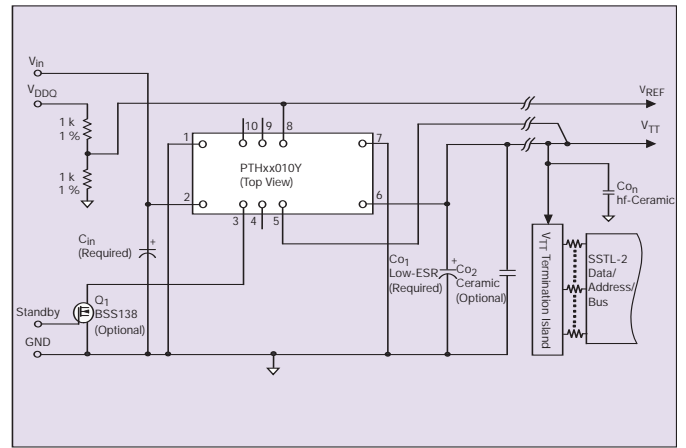 Vin
VDDQ
1 k
1 %
1 k
1 %
VREF
VTT
1
10
9
8
7
PTHxx010Y
(Top View)
2
3
4
5
6
Cin
(Required)
+
Co1
Low-ESR
(Required)
+
Co2
Ceramic
(Optional)
Con
hf-Ceramic
VTT Termination Island
SSTL-2
Data/
Address/
Bus
Q1
BSS138
(Optional)
Standby
GND